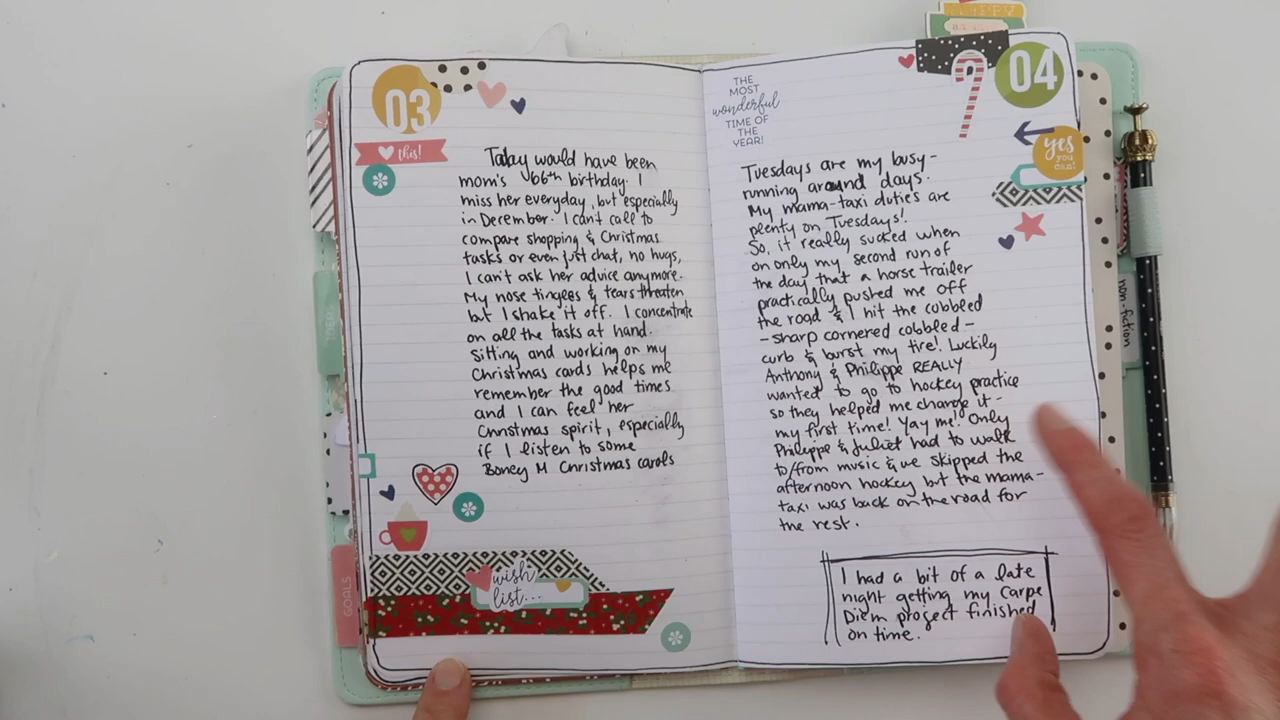 03
this!
Today would have been
mom's 66th birthday. I
miss her everyday, but especially
in December. I can't call to
compare shopping & Christmas
tasks or even just chat, no hugs,
I can't ask her advice anymore.
My nose tingles & tears threaten
but I shake it off. I concentrate
on all the tasks at hand.
Sitting and working on my
Christmas cards helps me
remember the good times
and I can feel her
Christmas spirit, especially
if I listen to some
Boney M Christmas carols
wish
list...
GOALS
THE
MOST
wonderful
TIME OF
THE
YEAR!
04
yes
you
can!
Tuesdays are my busy-
running around days.
My mama-taxi duties are
plenty on Tuesdays!
So, it really sucked when
on only my second run of
the day that a horse trailer
practically pushed me off
the road & I hit the cobbled
- sharp cornered cobbled -
curb & burst my tire! Luckily
Anthony & Philippe REALLY
wanted to go to hockey practice
so they helped me change it -
my first time! Yay me! Only
Philippe & Juliet had to walk
to/from music & we skipped the
afternoon hockey but the mama-
taxi was back on the road for
the rest.
I had a bit of a late
night getting my Carpe
Diem project finished
on time.
non-fiction